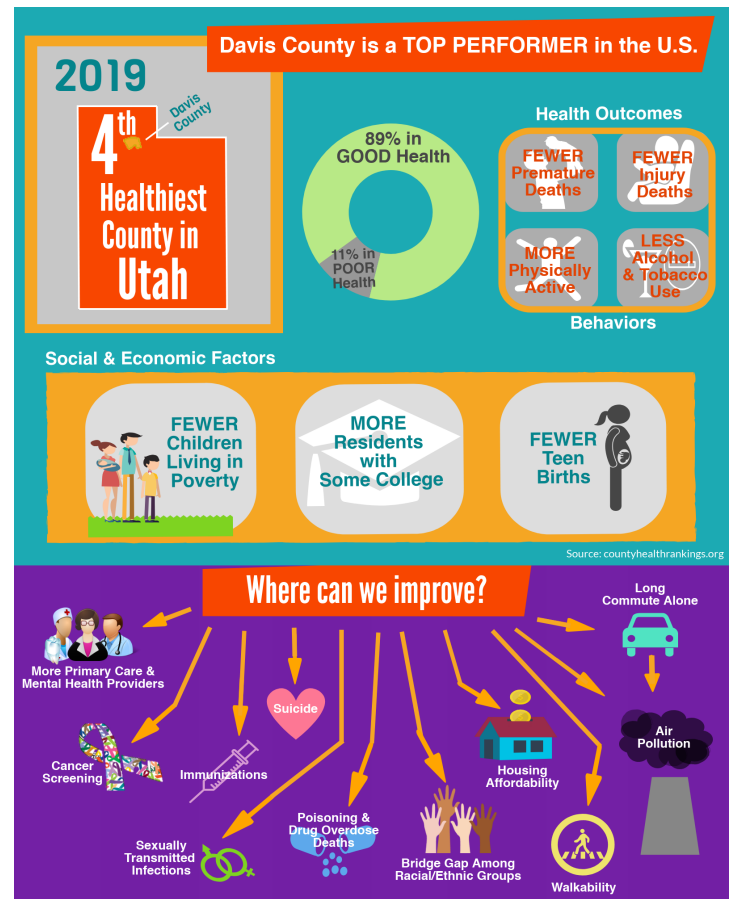 Davis County is a TOP PERFORMER in the U.S.
2019
Davis
County
4th
Healthiest
County in
Utah
89% in
GOOD Health
11% in
POOR
Health
Health Outcomes
FEWER
Premature
Deaths
FEWER
Injury
Deaths
MORE
Physically
Active
LESS
Alcohol
& Tobacco
Use
Behaviors
Social & Economic Factors
FEWER
Children
Living in
Poverty
MORE
Residents
with
Some College
FEWER
Teen
Births
Source: countyhealthrankings.org
Where can we improve?
More Primary Care &
Mental Health Providers
Cancer
Screening
Immunizations
Suicide
Sexually
Transmitted
Infections
Poisoning &
Drug Overdose
Deaths
Bridge Gap Among
Racial/Ethnic Groups
Housing
Affordability
Walkability
Long
Commute Alone
Air
Pollution